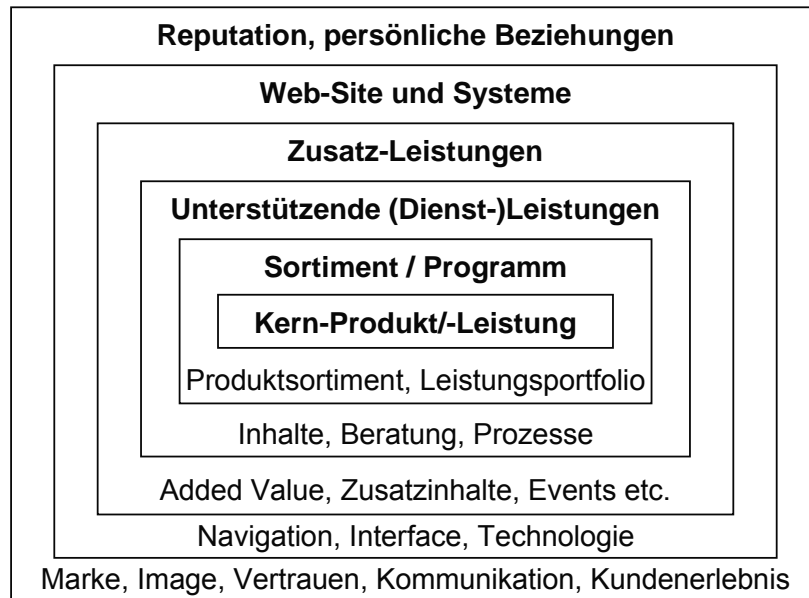 Reputation, persönliche Beziehungen
Web-Site und Systeme
Zusatz-Leistungen
Unterstützende (Dienst-)Leistungen
Sortiment / Programm
Kern-Produkt/-Leistung
Produktsortiment, Leistungsportfolio
Inhalte, Beratung, Prozesse
Added Value, Zusatzinhalte, Events etc.
Navigation, Interface, Technologie
Marke, Image, Vertrauen, Kommunikation, Kundenerlebnis